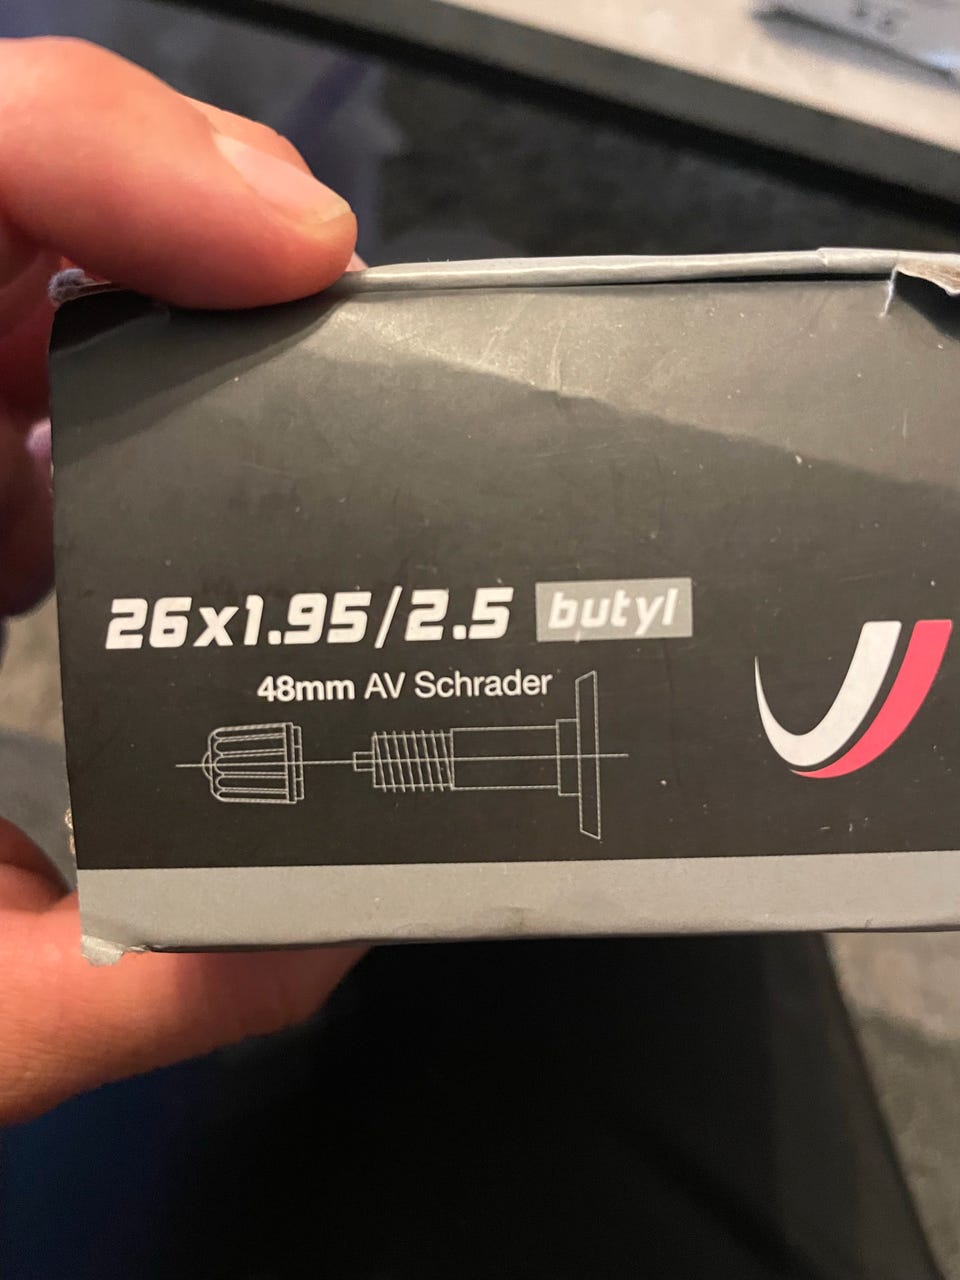 26x1.95/2.5 butyl
48mm AV Schrader